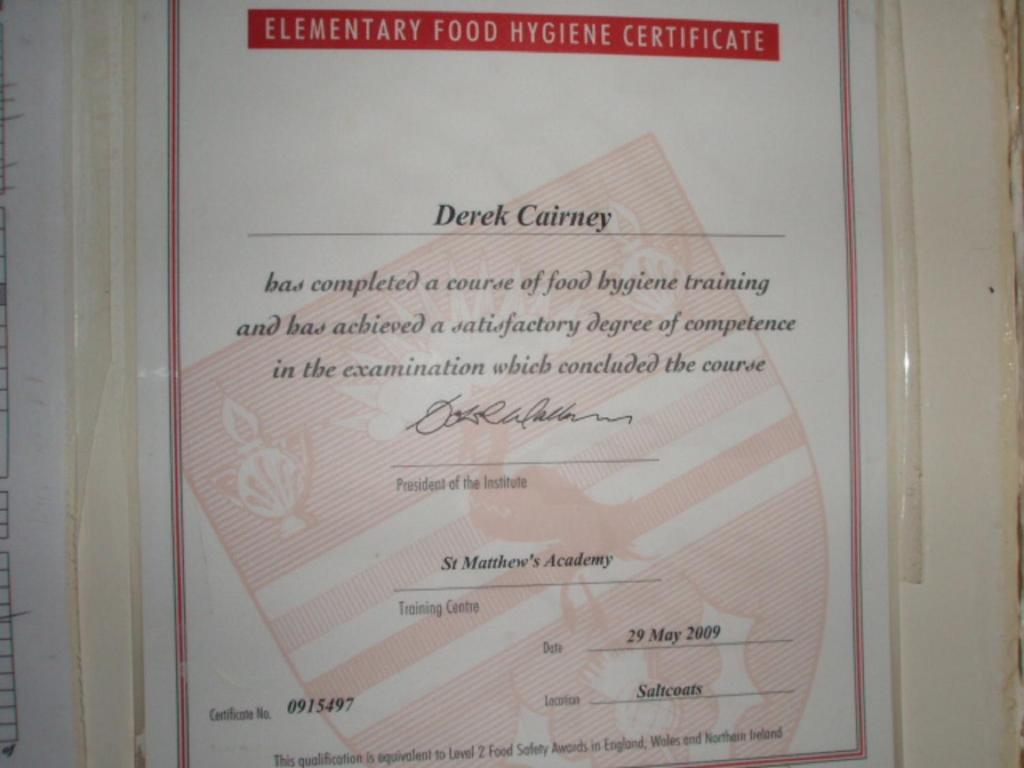 ELEMENTARY FOOD HYGIENE CERTIFICATE
Derek Cairney
has completed a course of food hygiene training
and has achieved a satisfactory degree of competence
in the examination which concluded the course
President of the Institute
St Matthew's Academy
Training Centre
Date 29 May 2009
Location Saltcoats
Certificate No. 0915497
This qualification is equivalent to Level 2 Food Safety Awards in England, Wales and Northern Ireland